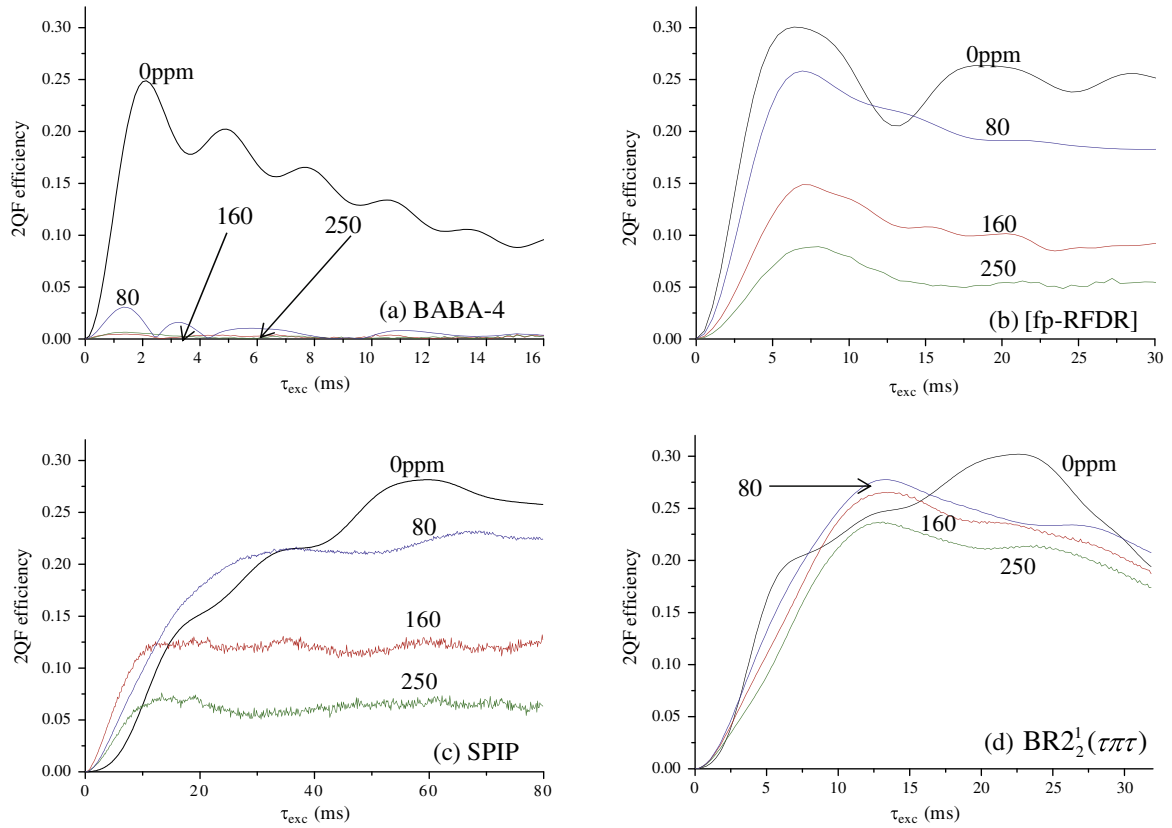 0.30
0.25
0.20
0.15
0.10
0.05
0.00
2QF efficiency
0ppm
160
250
80
(a) BABA-4
0 2 4 6 8 10 12 14 16
τexc (ms)
0.30
0.25
0.20
0.15
0.10
0.05
0.00
2QF efficiency
0ppm
80
160
250
(b) [fp-RFDR]
0 5 10 15 20 25 30
τexc (ms)
0.30
0.25
0.20
0.15
0.10
0.05
0.00
2QF efficiency
0ppm
80
160
250
(c) SPIP
0 20 40 60 80
τexc (ms)
0.30
0.25
0.20
0.15
0.10
0.05
0.00
2QF efficiency
0ppm
80
160
250
(d) BR2₂¹(τπτ)
0 5 10 15 20 25 30
τexc (ms)